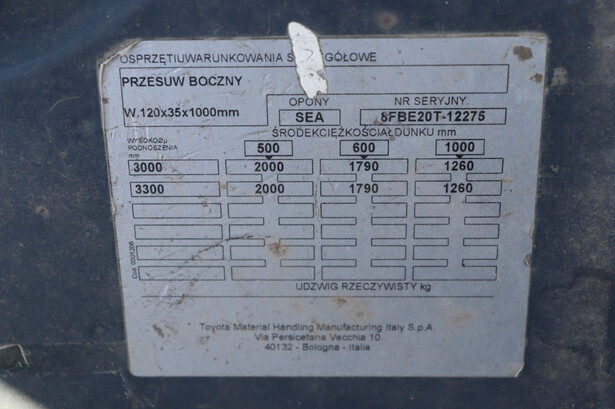 OSPRZĘTIUWARUNKOWANIA S GÓŁOWE
PRZESUW BOCZNY
W.120x35x1000mm
OPONY NR SERYJNY
SEA 8FBE20T-12275
ŚRODEKCIĘŻKOŚCIAŁDUNKU mm
PODNOSZENIA
mm
500 600 1000
3000 2000 1790 1260
3300 2000 1790 1260
UDZWIG RZECZYWISTY kg
Toyota Material Handling Manufacturing Italy S.p.A.
Via Persicetana Vecchia 10
40132 - Bologna - Italia